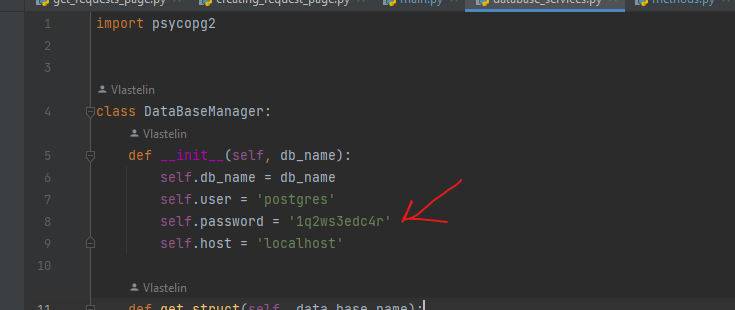 get_requests_page.py creating_request_page.py main.py database_services.py methods.py
1 import psycopg2
2
3
Vlastelin
4 class DataBaseManager:
Vlastelin
5 def __init__(self, db_name):
6 self.db_name = db_name
7 self.user = 'postgres'
8 self.password = '1q2ws3edc4r'
9 self.host = 'localhost'
10
Vlastelin
11 def get_struct(self, data_base_name):